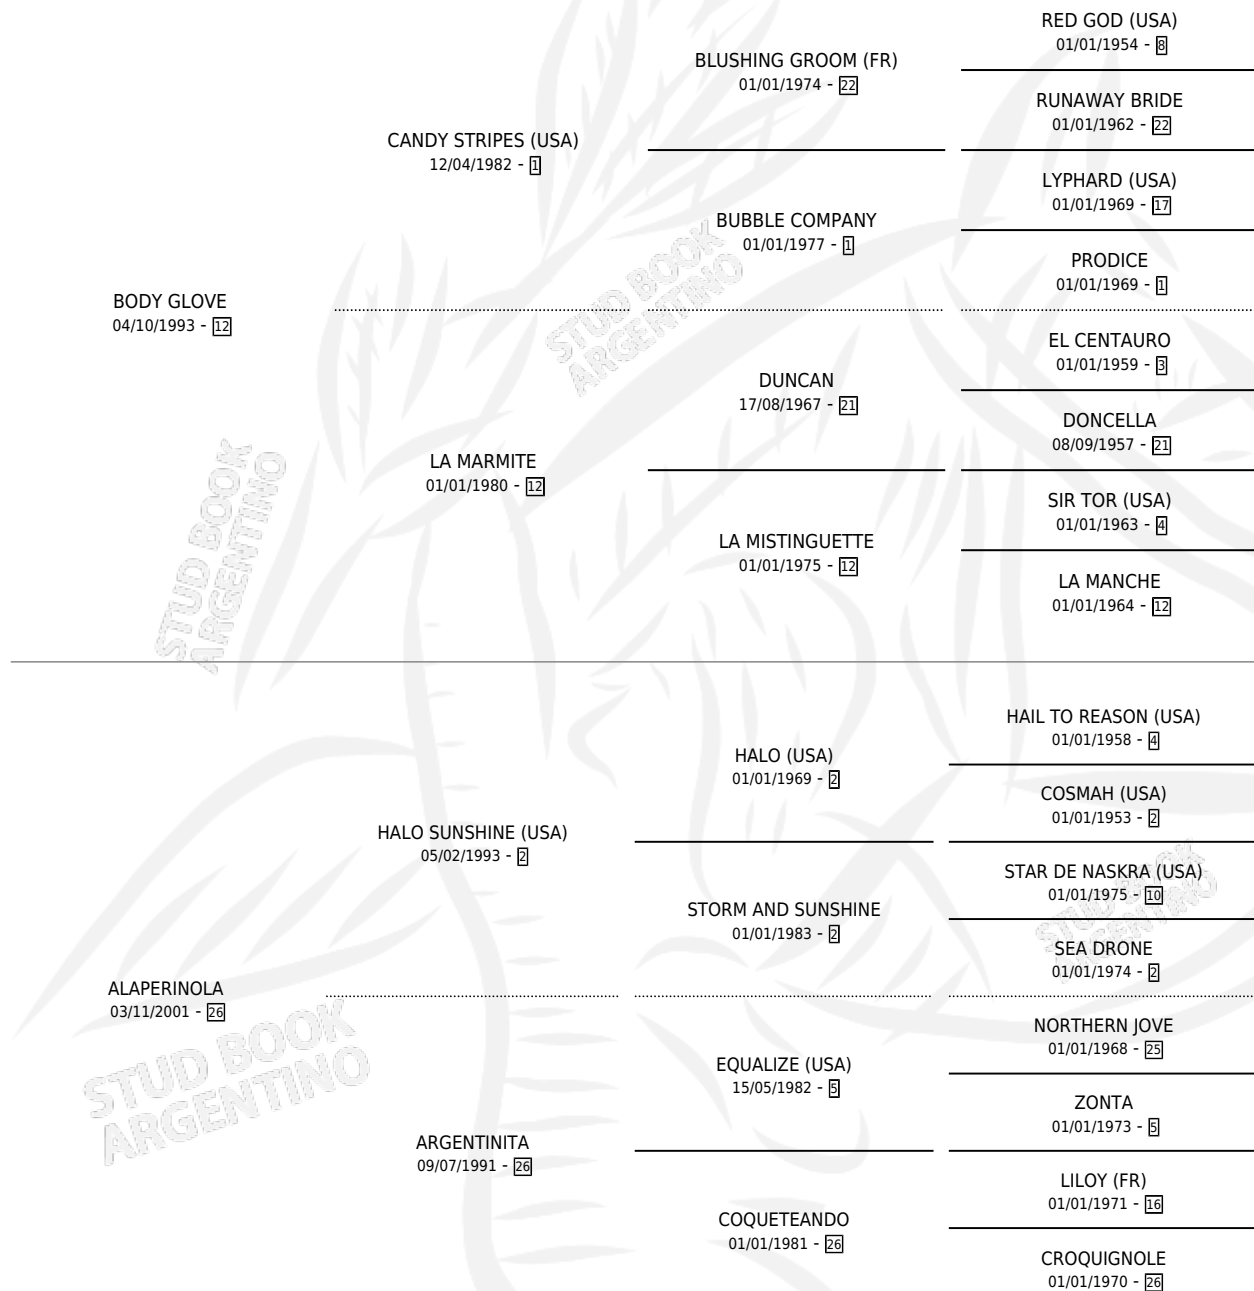 RED GOD (USA)
01/01/1954 - 8
BLUSHING GROOM (FR)
01/01/1974 - 22
RUNAWAY BRIDE
01/01/1962 - 22
CANDY STRIPES (USA)
12/04/1982 - 1
LYPHARD (USA)
01/01/1969 - 17
BUBBLE COMPANY
01/01/1977 - 1
PRODICE
01/01/1969 - 1
BODY GLOVE
04/10/1993 - 12
STUD BOOK
ARGENTINO
EL CENTAURO
01/01/1959 - 3
DUNCAN
17/08/1967 - 21
DONCELLA
08/09/1957 - 21
LA MARMITE
01/01/1980 - 12
SIR TOR (USA)
01/01/1963 - 4
LA MISTINGUETTE
01/01/1975 - 12
LA MANCHE
01/01/1964 - 12
STUD BOOK
ARGENTINO
HAIL TO REASON (USA)
01/01/1958 - 4
HALO (USA)
01/01/1969 - 2
COSMAH (USA)
01/01/1953 - 2
HALO SUNSHINE (USA)
05/02/1993 - 2
STAR DE NASKRA (USA)
01/01/1975 - 10
STORM AND SUNSHINE
01/01/1983 - 2
SEA DRONE
01/01/1974 - 2
STUD BOOK
ARGENTINO
ALAPERINOLA
03/11/2001 - 26
NORTHERN JOVE
01/01/1968 - 25
EQUALIZE (USA)
15/05/1982 - 5
ZONTA
01/01/1973 - 5
STUD BOOK
ARGENTINO
ARGENTINITA
09/07/1991 - 26
LILOY (FR)
01/01/1971 - 16
COQUETEANDO
01/01/1981 - 26
CROQUIGNOLE
01/01/1970 - 26